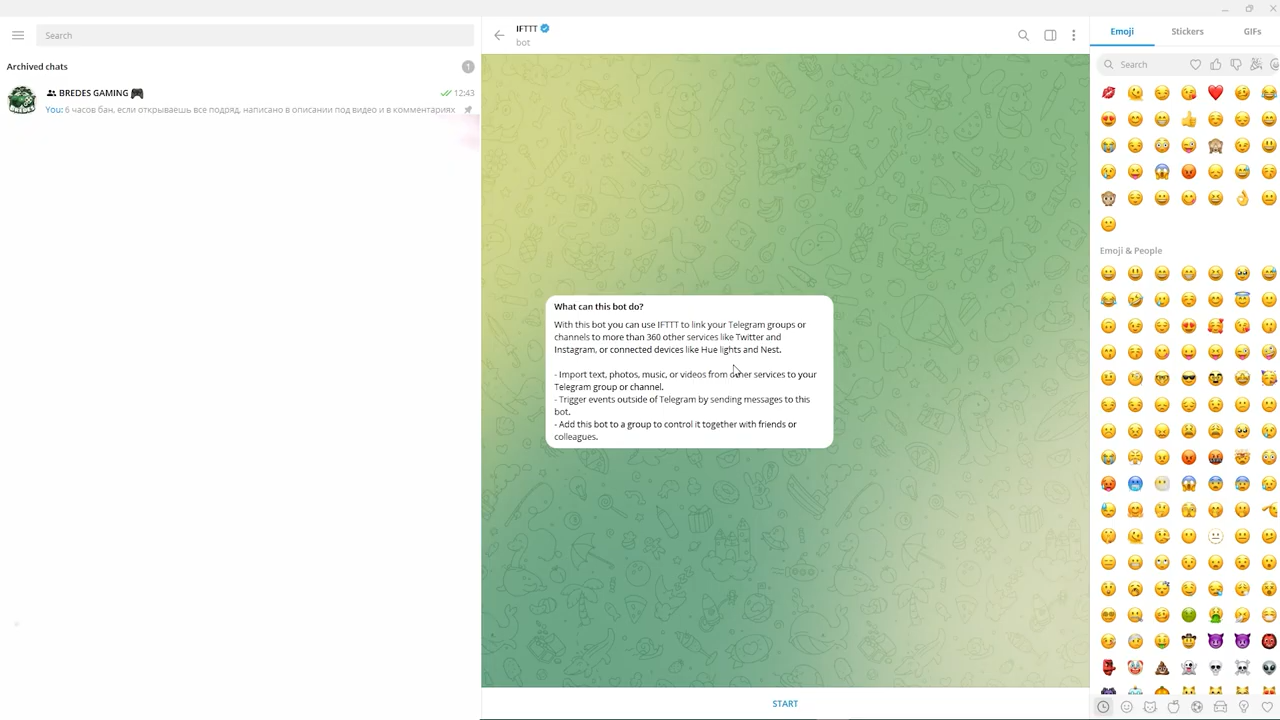 Search
Archived chats
1
BREDES GAMING
12:43
You: 6 часов бан, если открываешь все подряд, написано в описании под видео и в комментариях
IFTTT
bot
What can this bot do?
With this bot you can use IFTTT to link your Telegram groups or
channels to more than 360 other services like Twitter and
Instagram, or connected devices like Hue lights and Nest.
- Import text, photos, music, or videos from other services to your
Telegram group or channel.
- Trigger events outside of Telegram by sending messages to this
bot.
- Add this bot to a group to control it together with friends or
colleagues.
START
Emoji Stickers GIFs
Search
Emoji & People